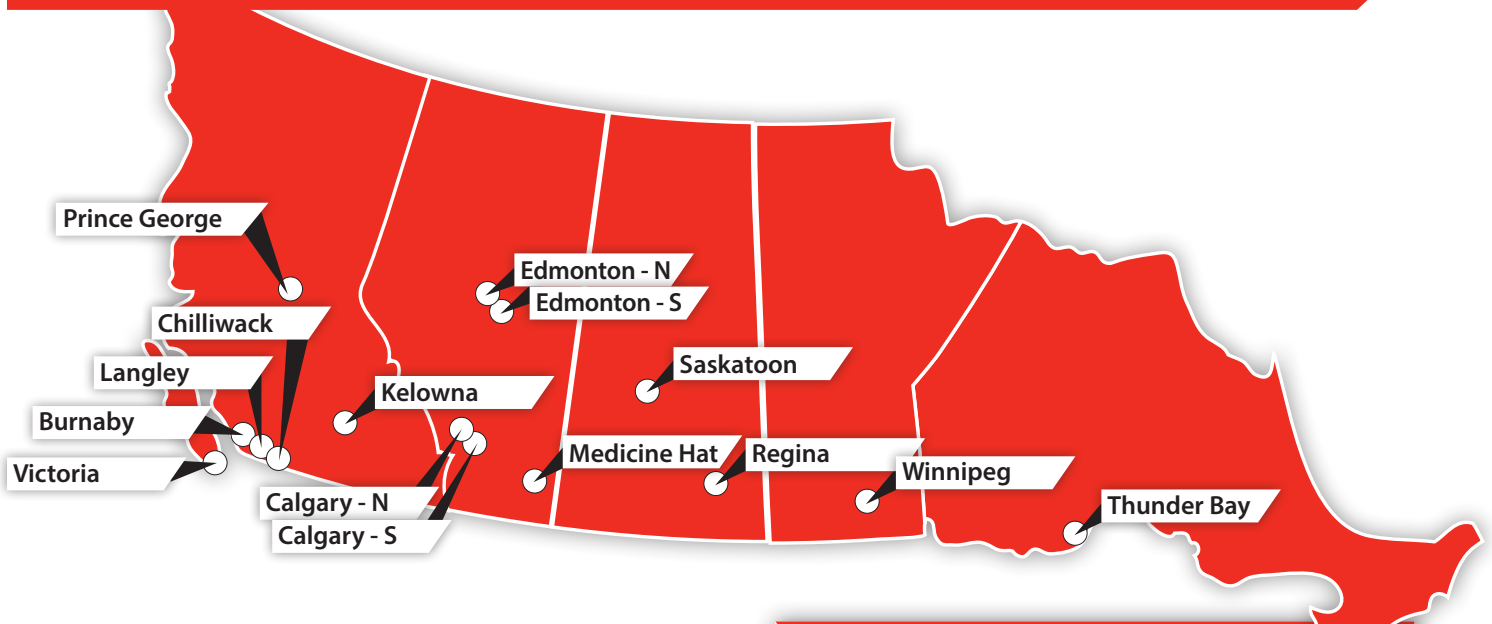 Prince George
Edmonton - N
Edmonton - S
Chilliwack
Saskatoon
Langley
Kelowna
Burnaby
Medicine Hat
Regina
Victoria
Winnipeg
Calgary - N
Thunder Bay
Calgary - S